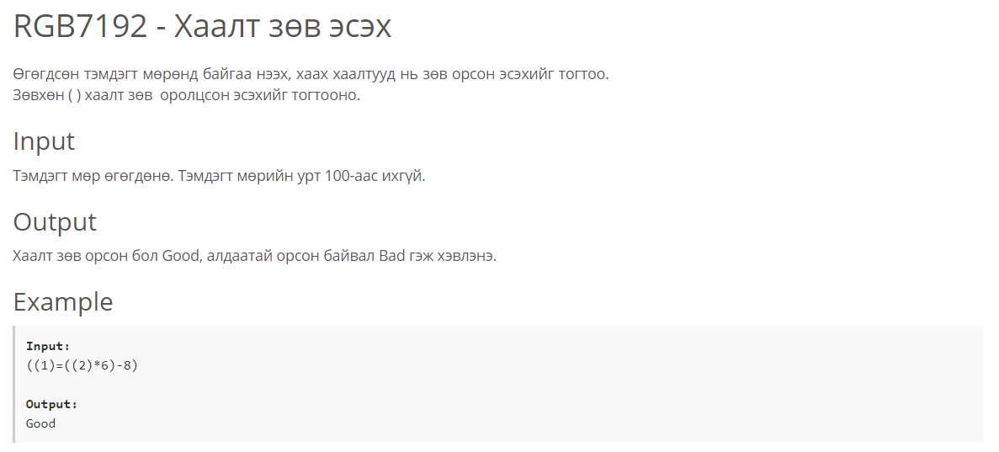 RGB7192 - Хаалт зөв эсэх
Өгөгдсөн тэмдэгт мөрөнд байгаа нээх, хаах хаалтууд нь зөв орсон эсэхийг тогтоо.
Зөвхөн ( ) хаалт зөв  оролцсон эсэхийг тогтооно.
Input
Тэмдэгт мөр өгөгдөнө. Тэмдэгт мөрийн урт 100-аас ихгүй.
Output
Хаалт зөв орсон бол Good, алдаатай орсон байвал Bad гэж хэвлэнэ.
Example
Input:
((1)=((2)*6)-8)
Output:
Good